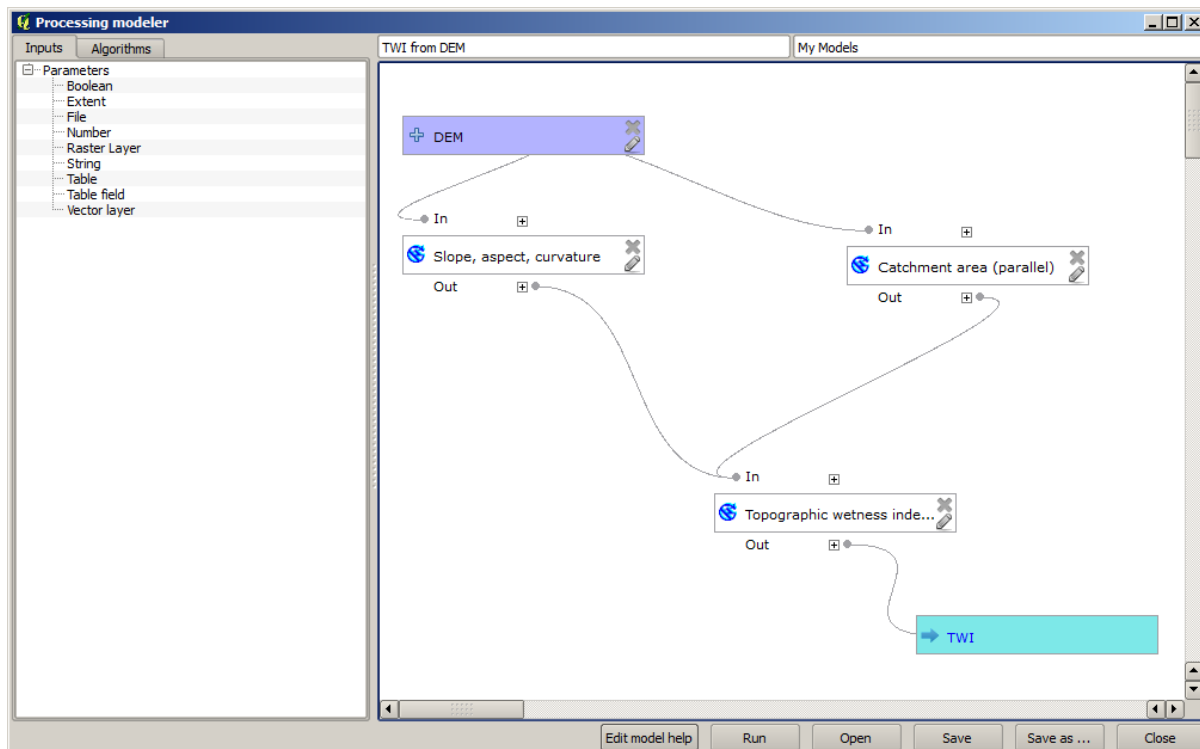 Processing modeler
Inputs
Algorithms
Parameters
Boolean
Extent
File
Number
Raster Layer
String
Table
Table field
Vector layer
TWI from DEM
My Models
DEM
In
Slope, aspect, curvature
Out
In
Catchment area (parallel)
Out
In
Topographic wetness inde...
Out
TWI
Edit model help
Run
Open
Save
Save as ...
Close